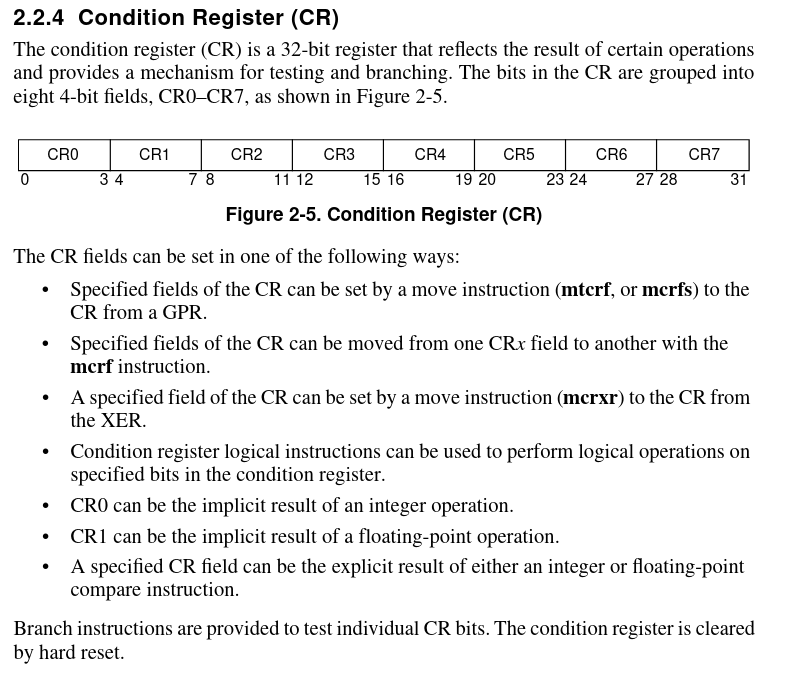 2.2.4 Condition Register (CR)
The condition register (CR) is a 32-bit register that reflects the result of certain operations
and provides a mechanism for testing and branching. The bits in the CR are grouped into
eight 4-bit fields, CR0–CR7, as shown in Figure 2-5.
CR0 CR1 CR2 CR3 CR4 CR5 CR6 CR7
0 3 4 7 8 11 12 15 16 19 20 23 24 27 28 31
Figure 2-5. Condition Register (CR)
The CR fields can be set in one of the following ways:
• Specified fields of the CR can be set by a move instruction (mtcrf, or mcrfs) to the
CR from a GPR.
• Specified fields of the CR can be moved from one CRx field to another with the
mcrf instruction.
• A specified field of the CR can be set by a move instruction (mcrxr) to the CR from
the XER.
• Condition register logical instructions can be used to perform logical operations on
specified bits in the condition register.
• CR0 can be the implicit result of an integer operation.
• CR1 can be the implicit result of a floating-point operation.
• A specified CR field can be the explicit result of either an integer or floating-point
compare instruction.
Branch instructions are provided to test individual CR bits. The condition register is cleared
by hard reset.